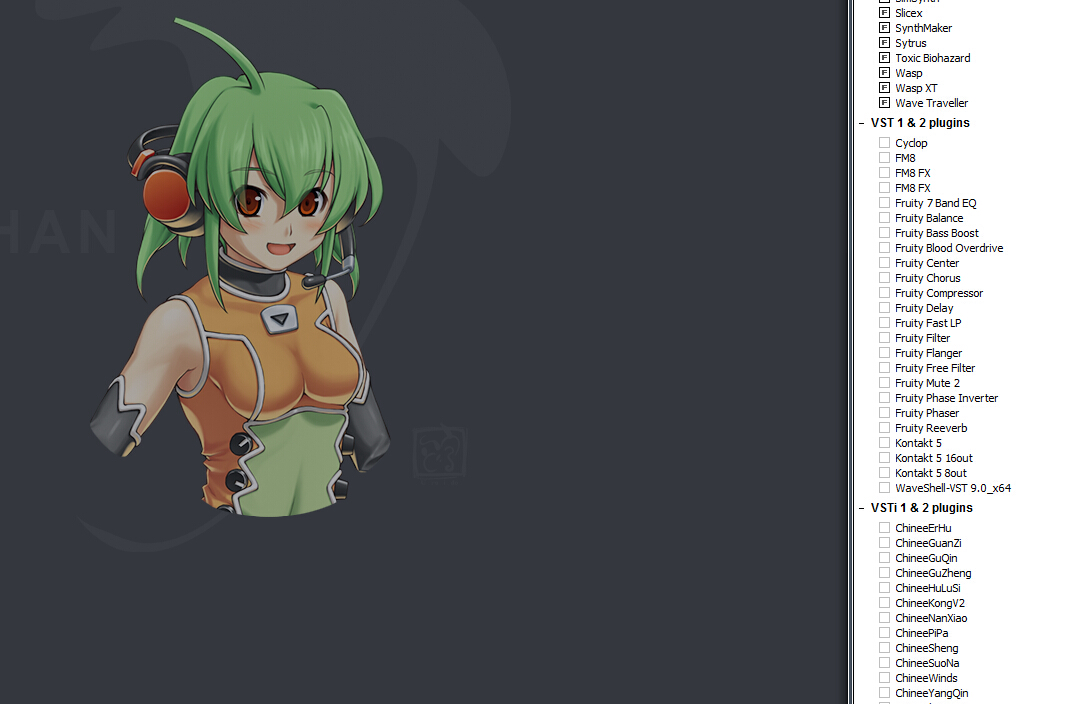 HAN
Slicex
SynthMaker
Sytrus
Toxic Biohazard
Wasp
Wasp XT
Wave Traveller
VST 1 & 2 plugins
Cyclop
FM8
FM8 FX
FM8 FX
Fruity 7 Band EQ
Fruity Balance
Fruity Bass Boost
Fruity Blood Overdrive
Fruity Center
Fruity Chorus
Fruity Compressor
Fruity Delay
Fruity Fast LP
Fruity Filter
Fruity Flanger
Fruity Free Filter
Fruity Mute 2
Fruity Phase Inverter
Fruity Phaser
Fruity Reeverb
Kontakt 5
Kontakt 5 16out
Kontakt 5 8out
WaveShell-VST 9.0_x64
VSTi 1 & 2 plugins
ChineeErHu
ChineeGuanZi
ChineeGuQin
ChineeGuZheng
ChineeHuLuSi
ChineeKongV2
ChineeNanXiao
ChineePiPa
ChineeSheng
ChineeSuoNa
ChineeWinds
ChineeYangQin